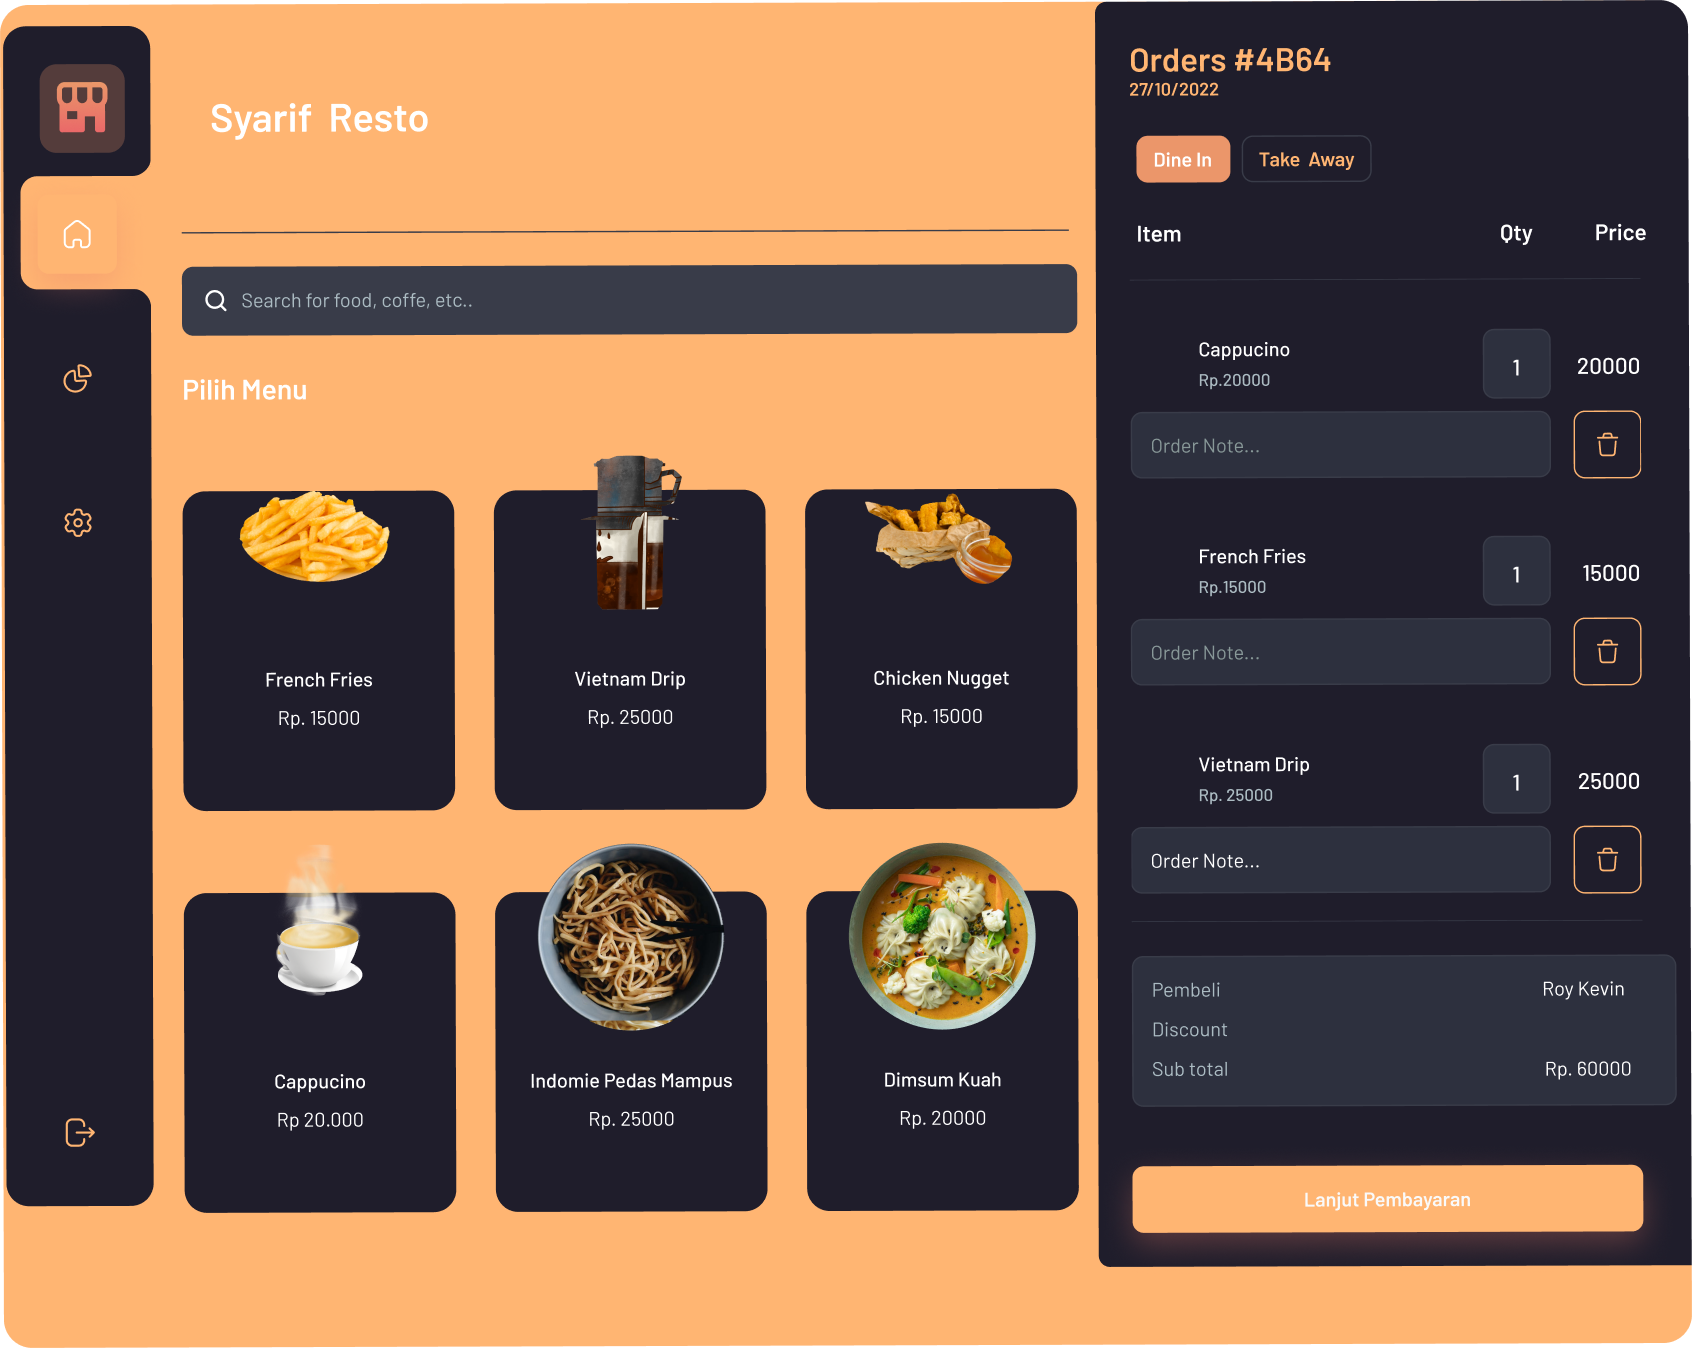 Syarif Resto
Search for food, coffe, etc..
Pilih Menu
French Fries
Rp. 15000
Vietnam Drip
Rp. 25000
Chicken Nugget
Rp. 15000
Cappucino
Rp 20.000
Indomie Pedas Mampus
Rp. 25000
Dimsum Kuah
Rp. 20000
Orders #4B64
27/10/2022
Dine In
Take Away
Item Qty Price
Cappucino
Rp.20000
1
20000
Order Note...
French Fries
Rp.15000
1
15000
Order Note...
Vietnam Drip
Rp. 25000
1
25000
Order Note...
Pembeli Roy Kevin
Discount
Sub total Rp. 60000
Lanjut Pembayaran